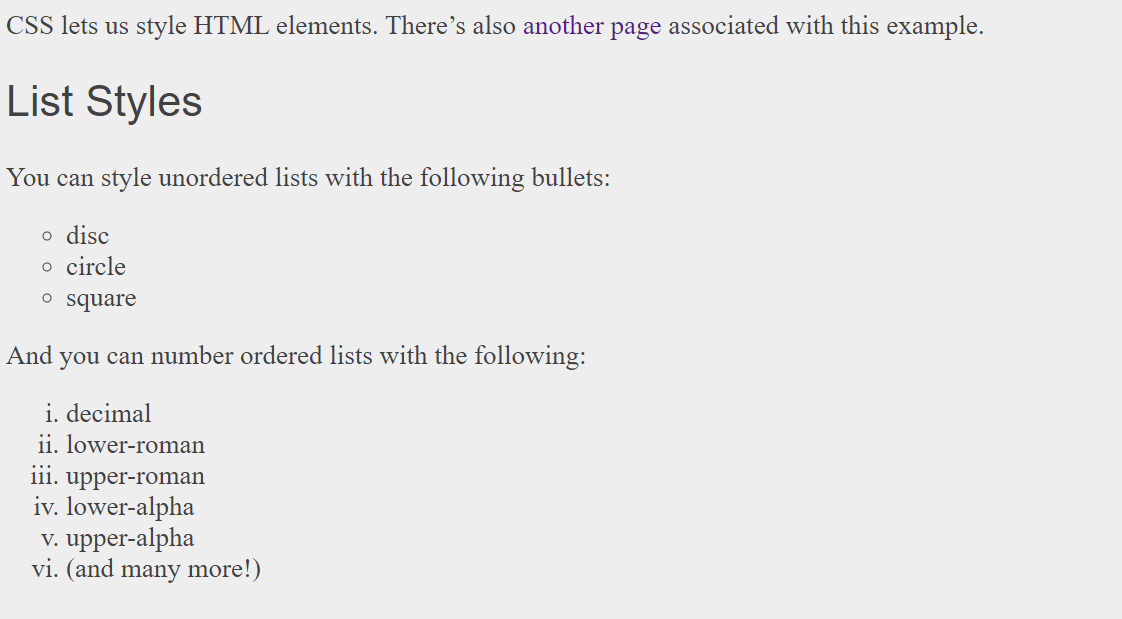 CSS lets us style HTML elements. There’s also another page associated with this example.
List Styles
You can style unordered lists with the following bullets:
disc
circle
square
And you can number ordered lists with the following:
i. decimal
ii. lower-roman
iii. upper-roman
iv. lower-alpha
v. upper-alpha
vi. (and many more!)